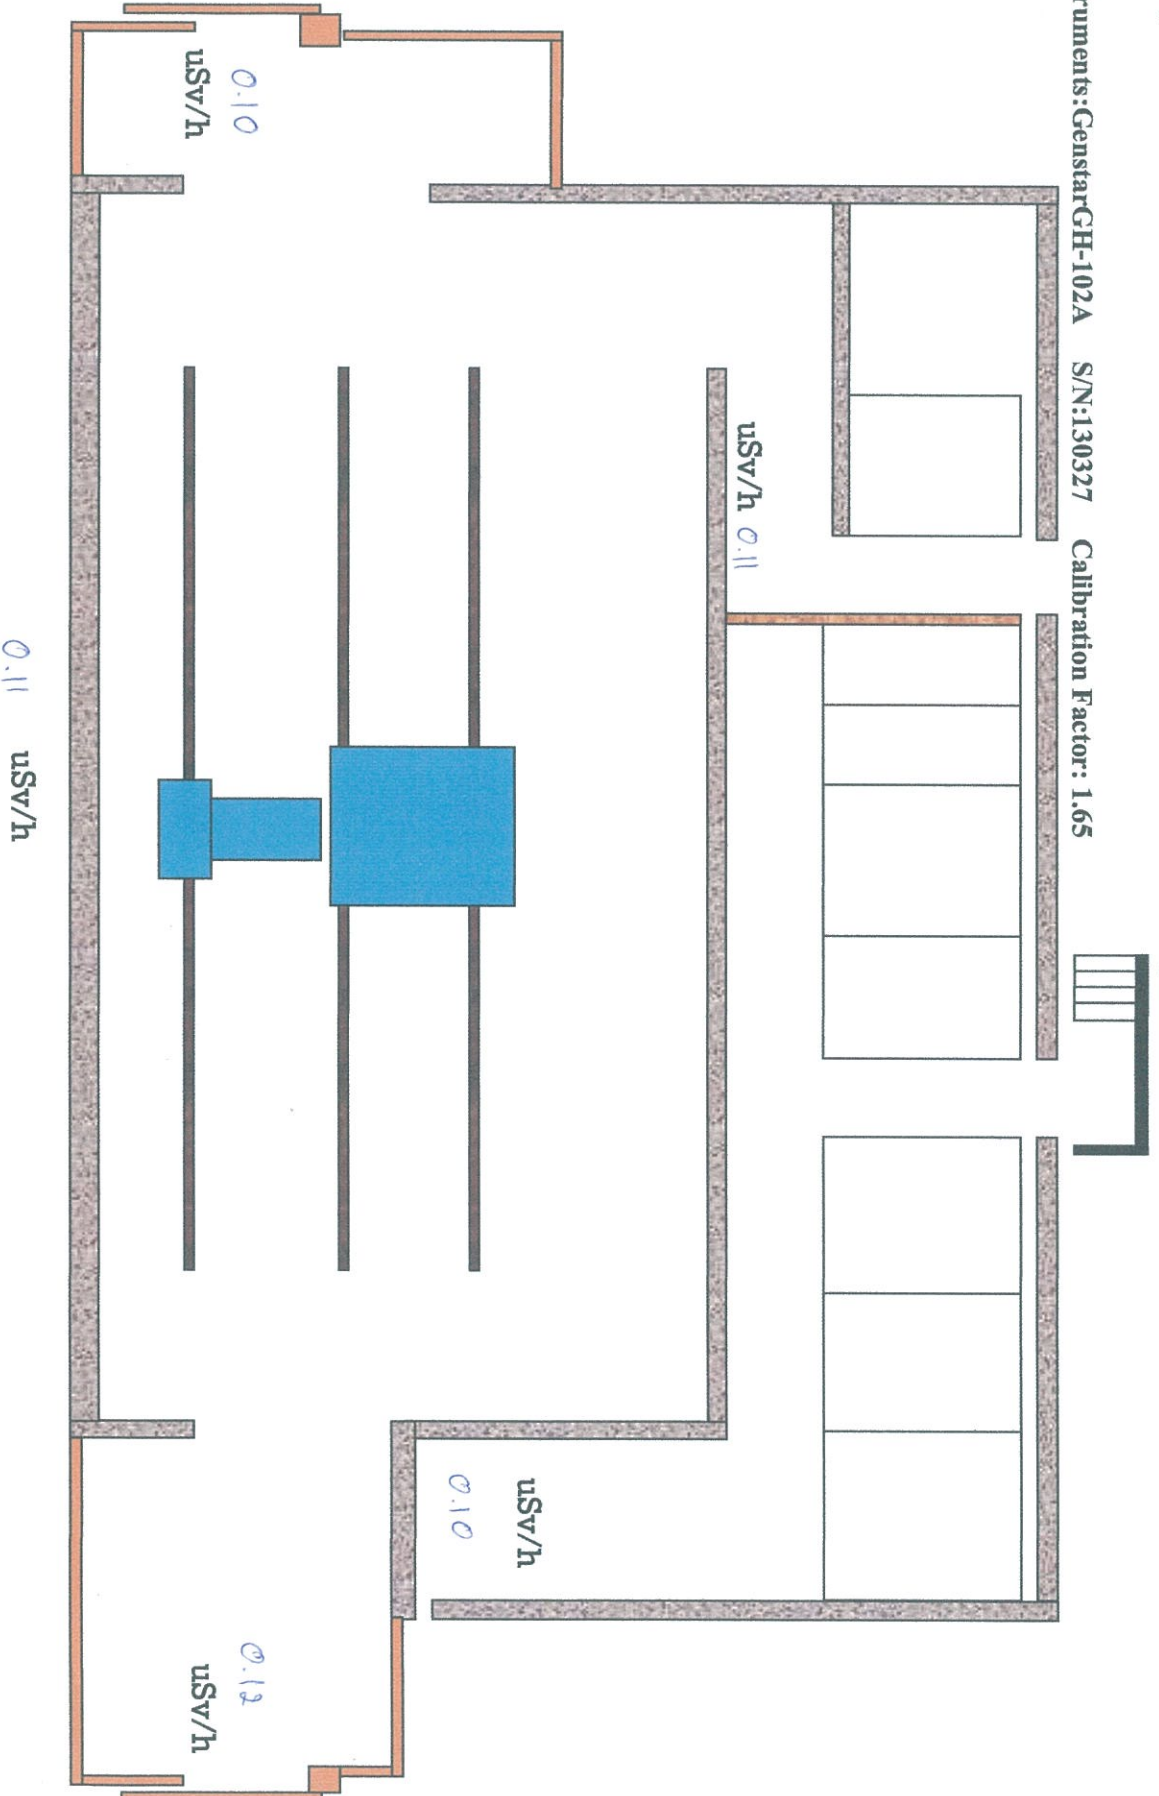 ruments:GenstarGH-102A S/N:130327 Calibration Factor: 1.65
uSv/h 0.11
uSv/h
0.10
0.10
uSv/h
0.12
uSv/h
0.11 uSv/h